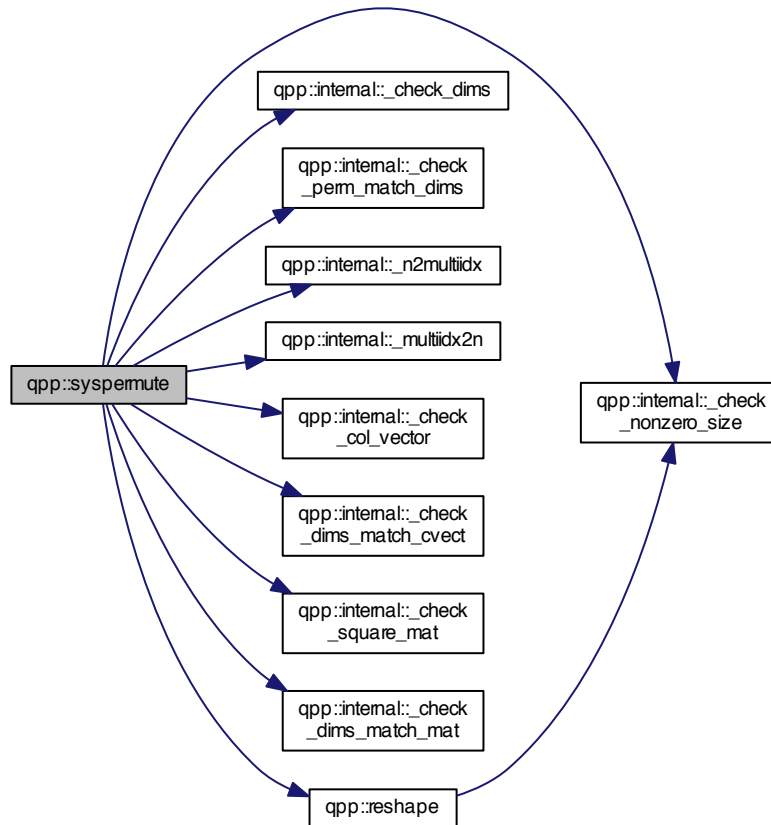 qpp::syspermute
qpp::internal::_check_dims
qpp::internal::_check
_perm_match_dims
qpp::internal::_n2multiidx
qpp::internal::_multiidx2n
qpp::internal::_check
_col_vector
qpp::internal::_check
_dims_match_cvect
qpp::internal::_check
_square_mat
qpp::internal::_check
_dims_match_mat
qpp::reshape
qpp::internal::_check
_nonzero_size